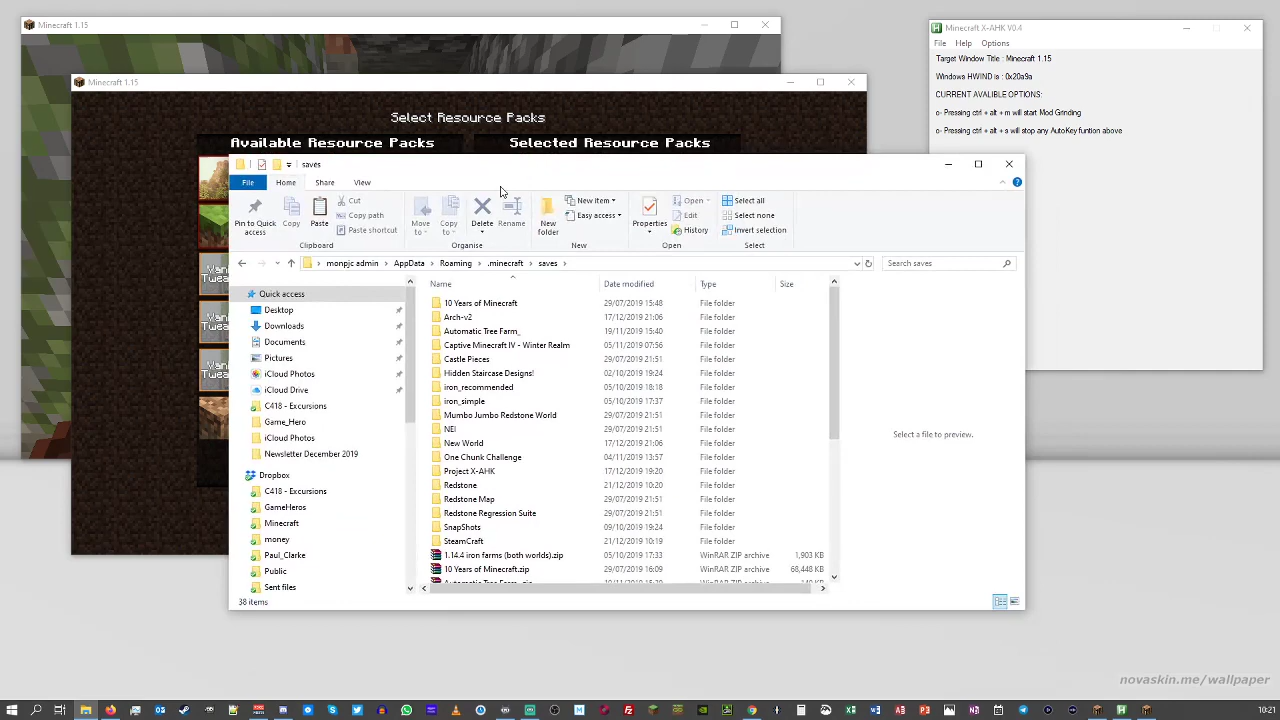 Minecraft 1.15
Minecraft 1.15
Select Resource Packs
Available Resource Packs
Selected Resource Packs
Minecraft X-AHK V0.4
File Help Options
Target Window Title : Minecraft 1.15
Windows HWIND is : 0x20a9a
CURRENT AVALIBLE OPTIONS:
o- Pressing ctrl + alt + m will start Mod Grinding
o- Pressing ctrl + alt + s will stop any AutoKey funtion above
saves
File Home Share View
Pin to Quick access
Copy
Paste
Cut
Copy path
Paste shortcut
Move to
Copy to
Delete
Rename
New folder
New item
Easy access
Properties
Open
Edit
History
Select all
Select none
Invert selection
Clipboard Organise New Open Select
monpjc admin > AppData > Roaming > .minecraft > saves >
Search saves
Quick access
Desktop
Downloads
Documents
Pictures
iCloud Photos
iCloud Drive
C418 - Excursions
Game_Hero
iCloud Photos
Newsletter December 2019
Dropbox
C418 - Excursions
GameHeros
Minecraft
money
Paul_Clarke
Public
Sent files
Name Date modified Type Size
10 Years of Minecraft 29/07/2019 15:48 File folder
Arch-v2 17/12/2019 21:06 File folder
Automatic Tree Farm_ 29/07/2019 15:40 File folder
Captive Minecraft IV - Winter Realm 05/11/2019 07:56 File folder
Castle Pieces 29/07/2019 21:51 File folder
Hidden Staircase Designs! 02/10/2019 19:24 File folder
iron_recommended 05/10/2019 18:18 File folder
iron_simple 05/10/2019 17:37 File folder
Mumbo Jumbo Redstone World 29/07/2019 21:51 File folder
NEI 29/07/2019 21:51 File folder
New World 17/12/2019 21:06 File folder
One Chunk Challenge 04/11/2019 13:57 File folder
Project X-AHK 17/12/2019 19:20 File folder
Redstone 21/12/2019 10:20 File folder
Redstone Map 29/07/2019 21:51 File folder
Redstone Regression Suite 29/07/2019 21:51 File folder
SnapShots 09/10/2019 19:24 File folder
SteamCraft 21/12/2019 10:19 File folder
1.14.4 iron farms (both worlds).zip 05/10/2019 17:33 WinRAR ZIP archive 1,903 KB
10 Years of Minecraft.zip 29/07/2019 16:09 WinRAR ZIP archive 68,448 KB
Select a file to preview.
38 items
novaskin.me/wallpaper
10:21